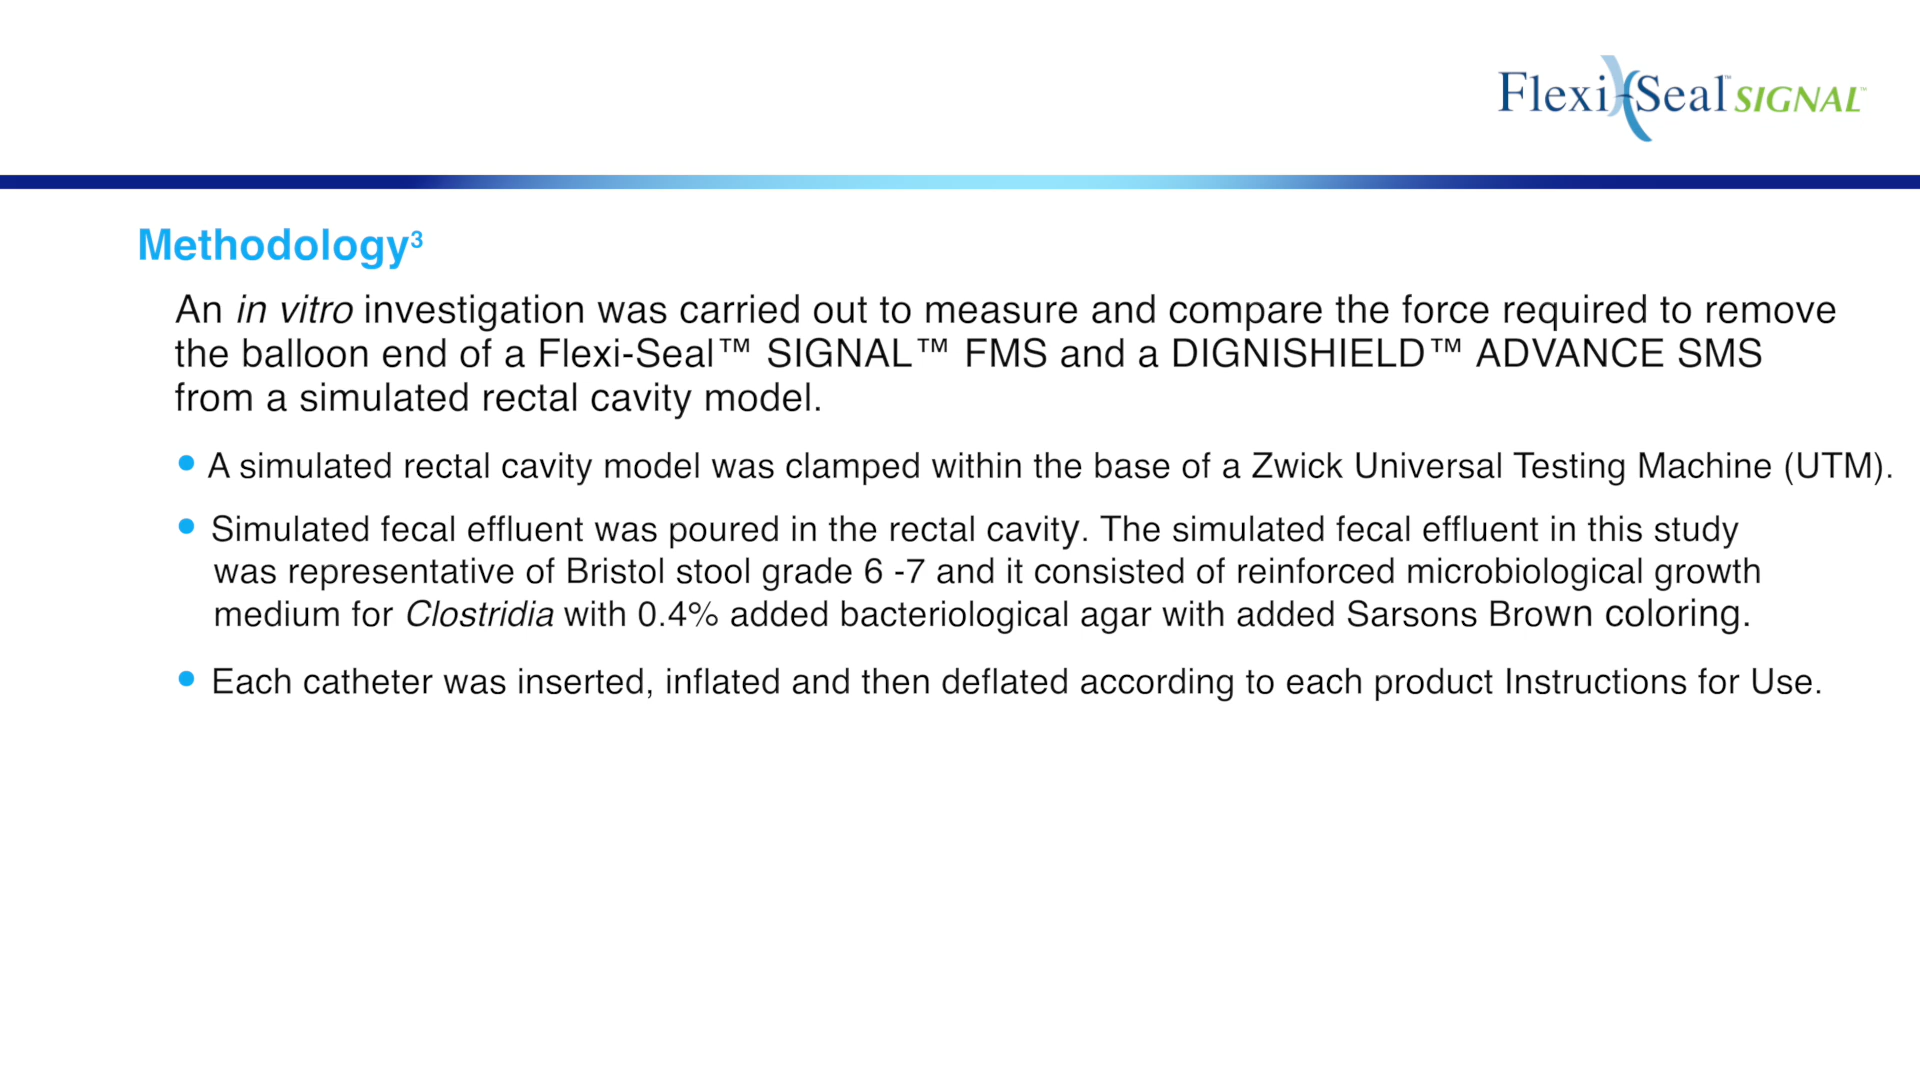 Flexi-Seal™ SIGNAL™
Methodology³
An in vitro investigation was carried out to measure and compare the force required to remove
the balloon end of a Flexi-Seal™ SIGNAL™ FMS and a DIGNISHIELD™ ADVANCE SMS
from a simulated rectal cavity model.
• A simulated rectal cavity model was clamped within the base of a Zwick Universal Testing Machine (UTM).
• Simulated fecal effluent was poured in the rectal cavity. The simulated fecal effluent in this study
was representative of Bristol stool grade 6 -7 and it consisted of reinforced microbiological growth
medium for Clostridia with 0.4% added bacteriological agar with added Sarsons Brown coloring.
• Each catheter was inserted, inflated and then deflated according to each product Instructions for Use.